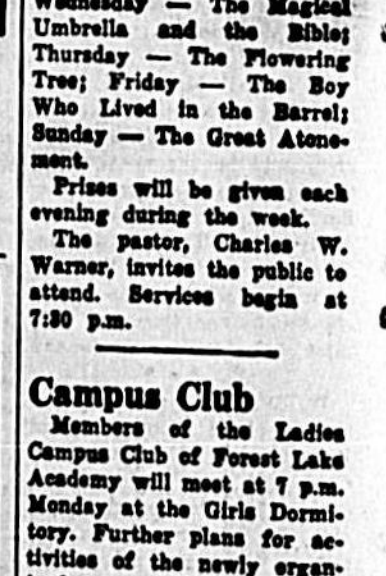 Wednesday — The Magical
Umbrella and the Bible;
Thursday — The Flowering
Tree; Friday — The Boy
Who Lived in the Barrel;
Sunday — The Great Atone-
ment.
Prizes will be given each
evening during the week.
The pastor, Charles W.
Warner, invites the public to
attend. Services begin at
7:30 p.m.
Campus Club
Members of the Ladies
Campus Club of Forest Lake
Academy will meet at 7 p.m.
Monday at the Girls Dormi-
tory. Further plans for ac-
tivities of the newly organ-